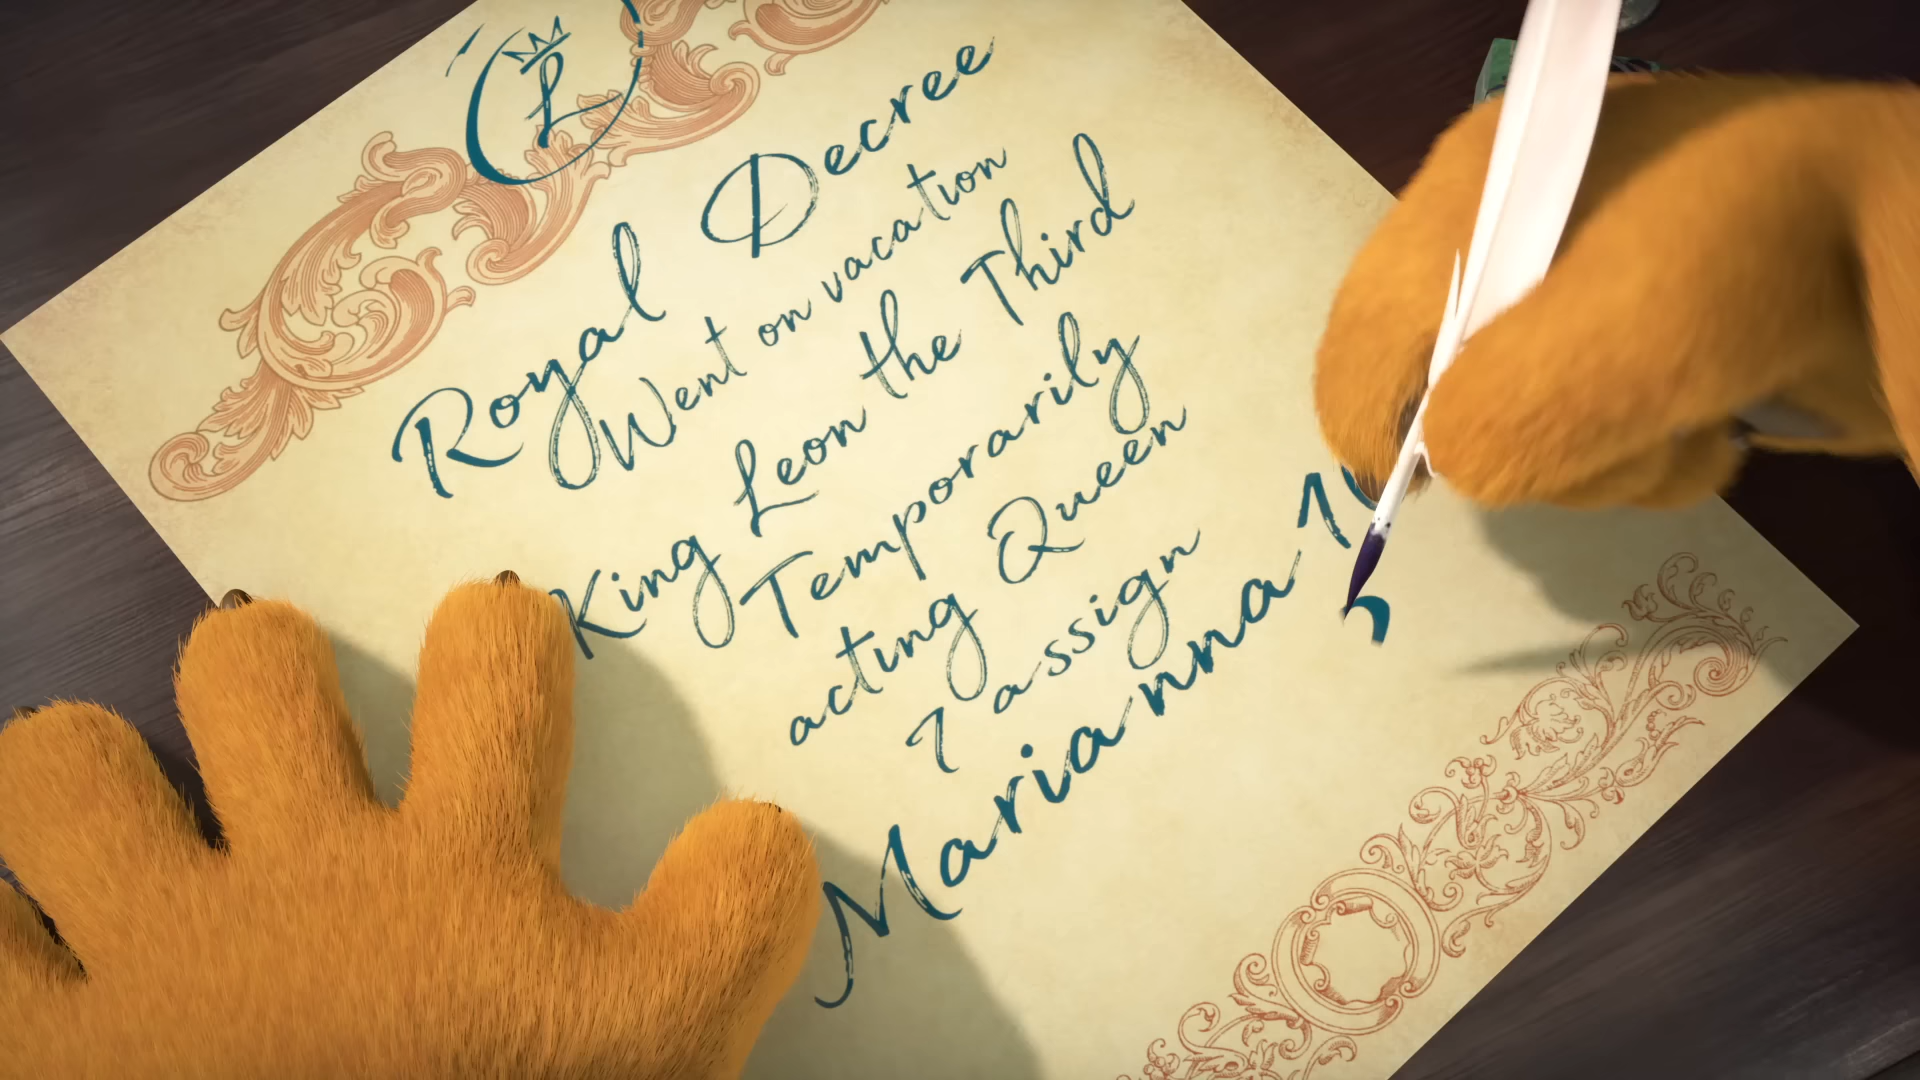 L
Royal Decree
Went on vacation
King Leon the Third
Temporarily
acting Queen
I assign
Marianna